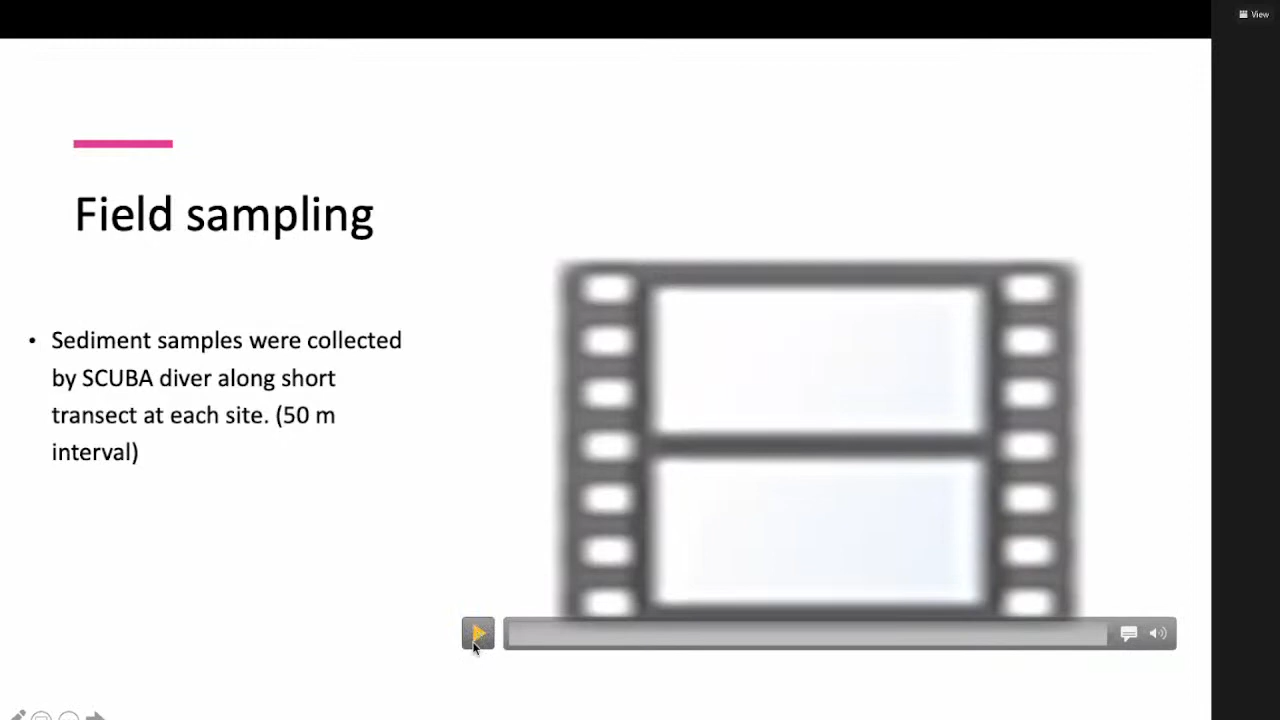 View
Field sampling
• Sediment samples were collected
by SCUBA diver along short
transect at each site. (50 m
interval)